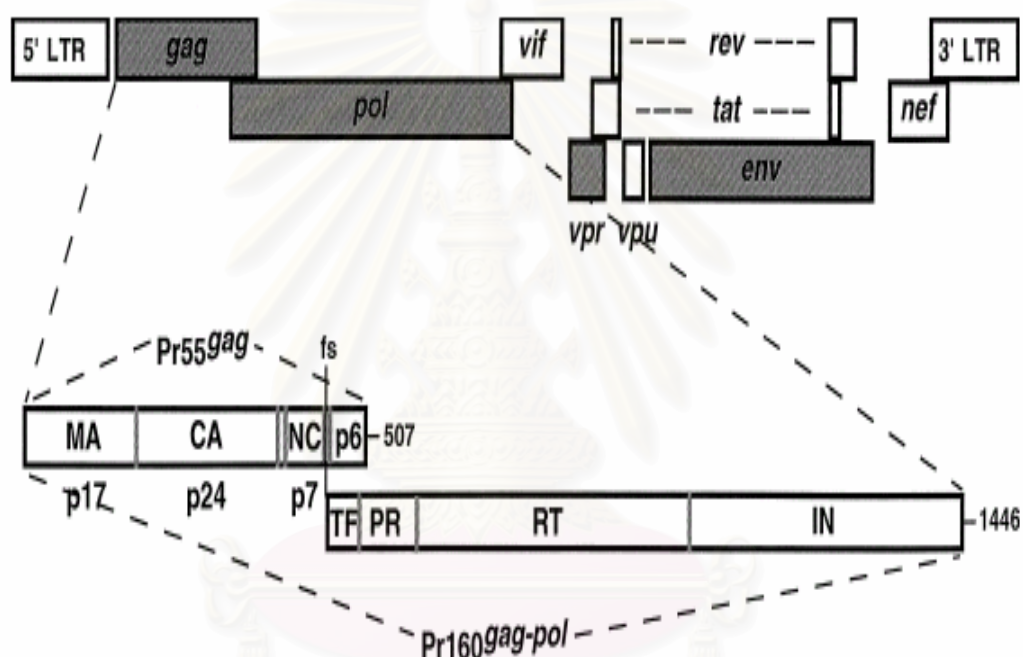 5' LTR gag vif rev 3' LTR
pol tat nef
env
vpr vpu
Pr55gag fs
MA CA NC p6 507
p17 p24 p7
TF PR RT IN 1446
Pr160gag-pol